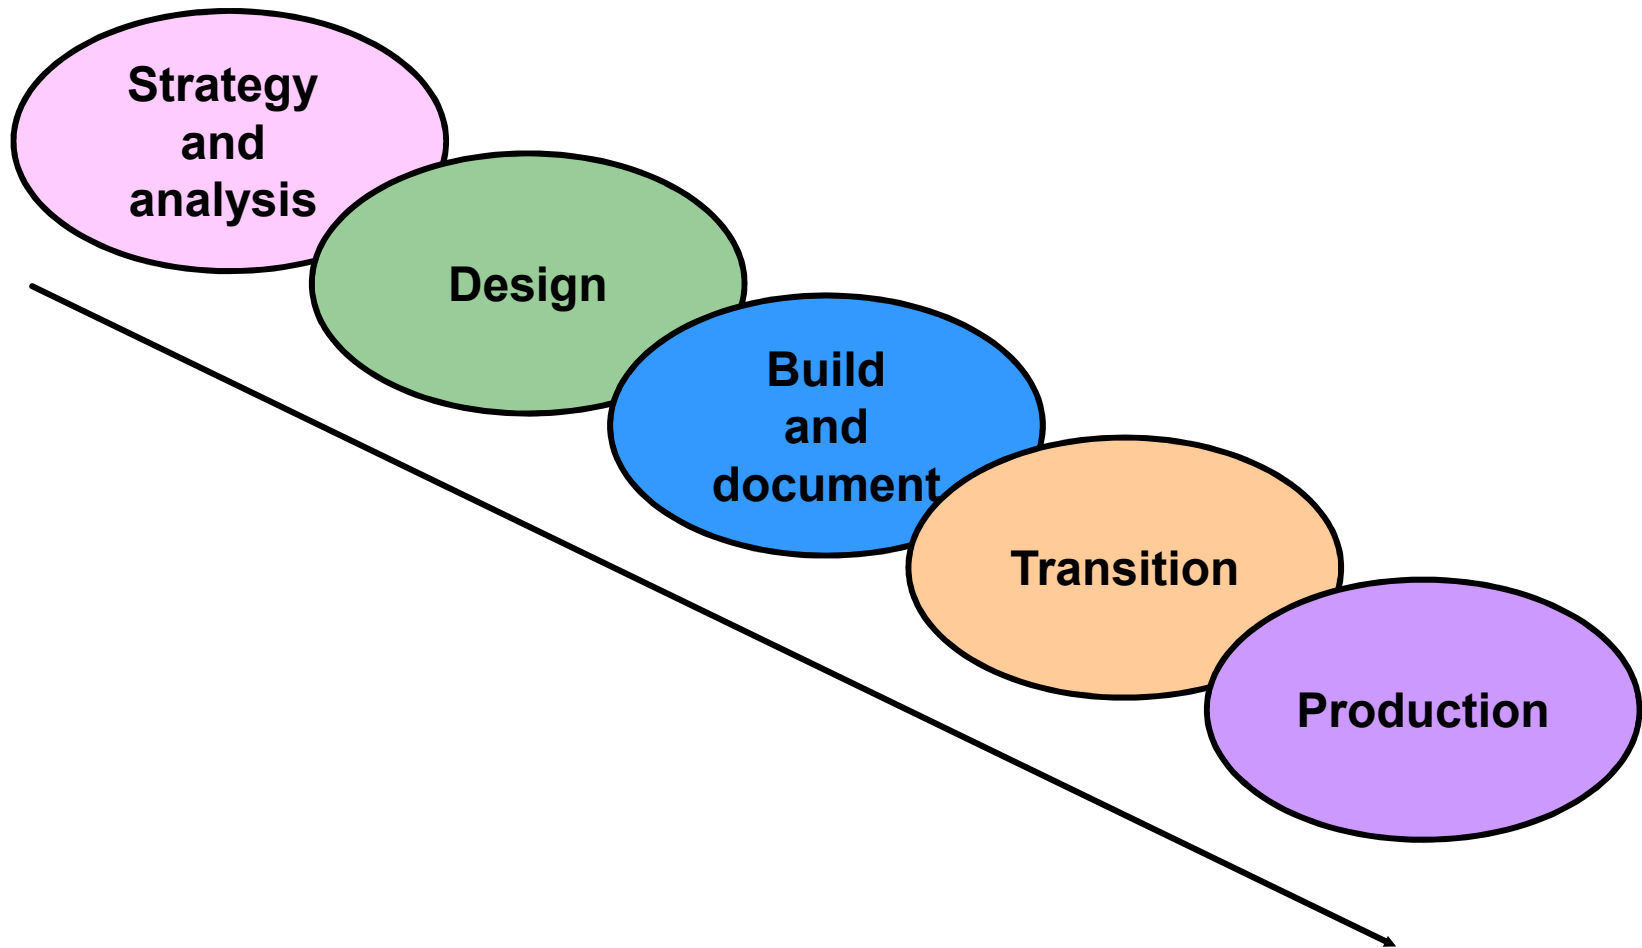 Strategy
and
analysis
Design
Build
and
document
Transition
Production